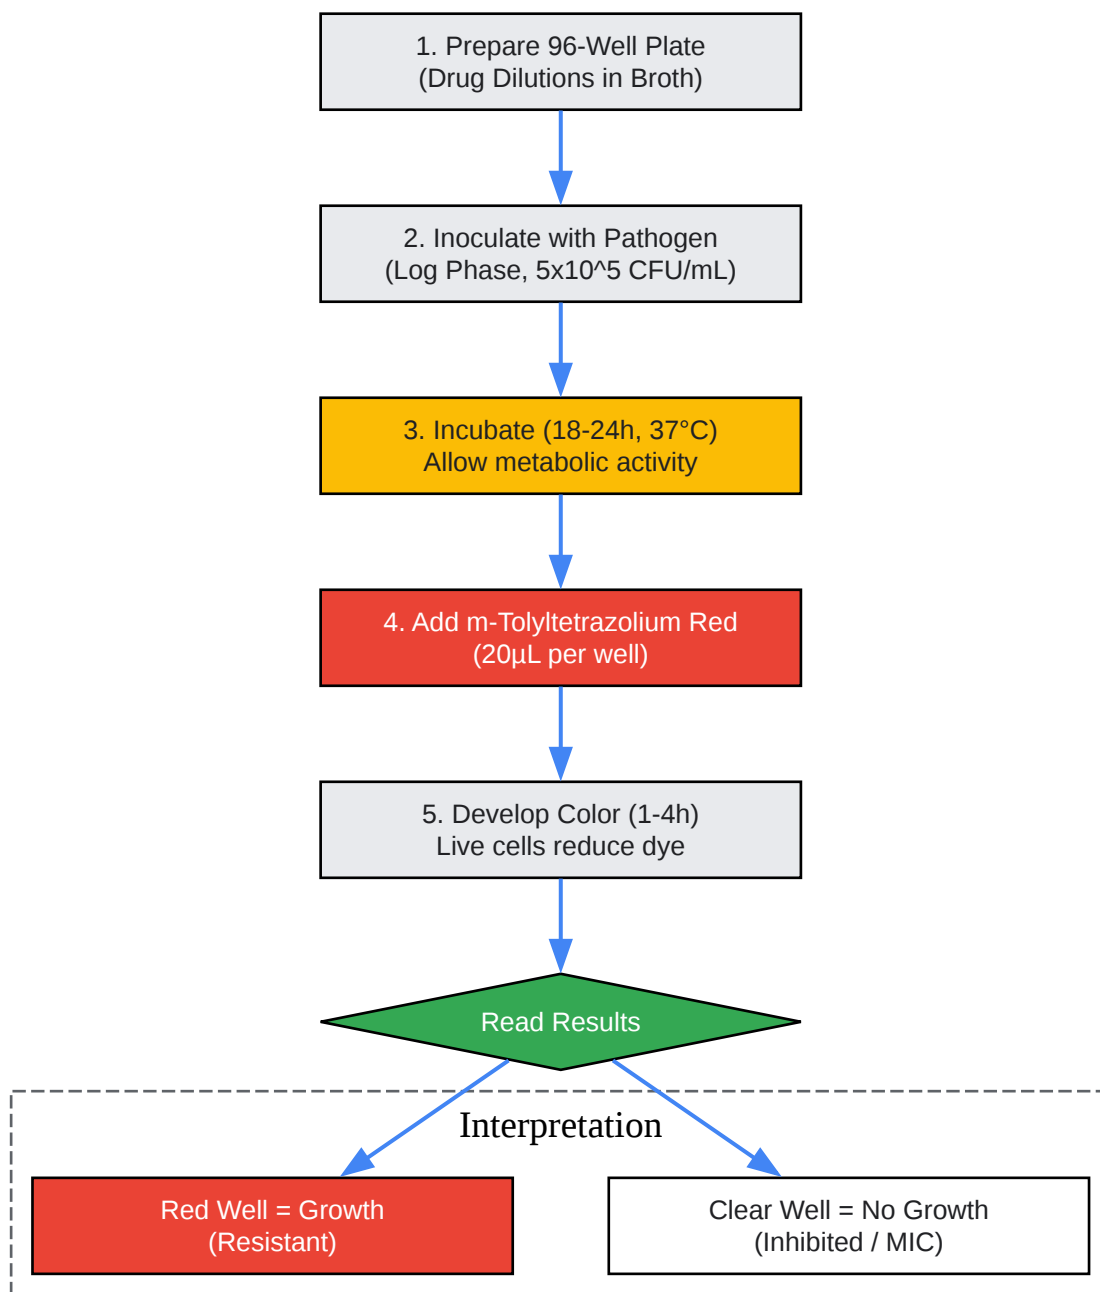 1. Prepare 96-Well Plate
(Drug Dilutions in Broth)
2. Inoculate with Pathogen
(Log Phase, 5x10^5 CFU/mL)
3. Incubate (18-24h, 37°C)
Allow metabolic activity
4. Add m-Tolyltetrazolium Red
(20µL per well)
5. Develop Color (1-4h)
Live cells reduce dye
Read Results
Interpretation
Red Well = Growth
(Resistant)
Clear Well = No Growth
(Inhibited / MIC)